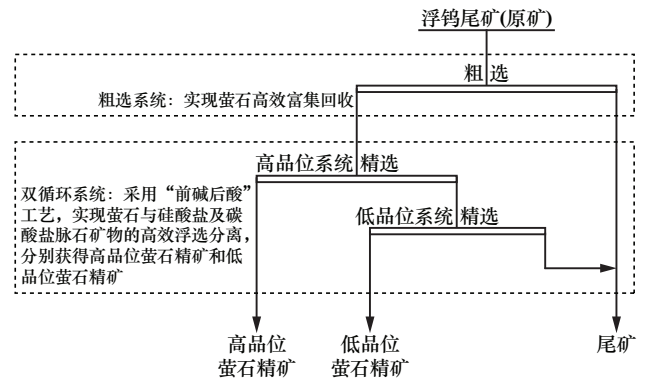 浮钨尾矿(原矿)
粗选
粗选系统：实现萤石高效富集回收
高品位系统 精选
双循环系统：采用“前碱后酸”
工艺，实现萤石与硅酸盐及碳
酸盐脉石矿物的高效浮选分离，
分别获得高品位萤石精矿和低
品位萤石精矿
低品位系统 精选
高品位
萤石精矿
低品位
萤石精矿
尾矿